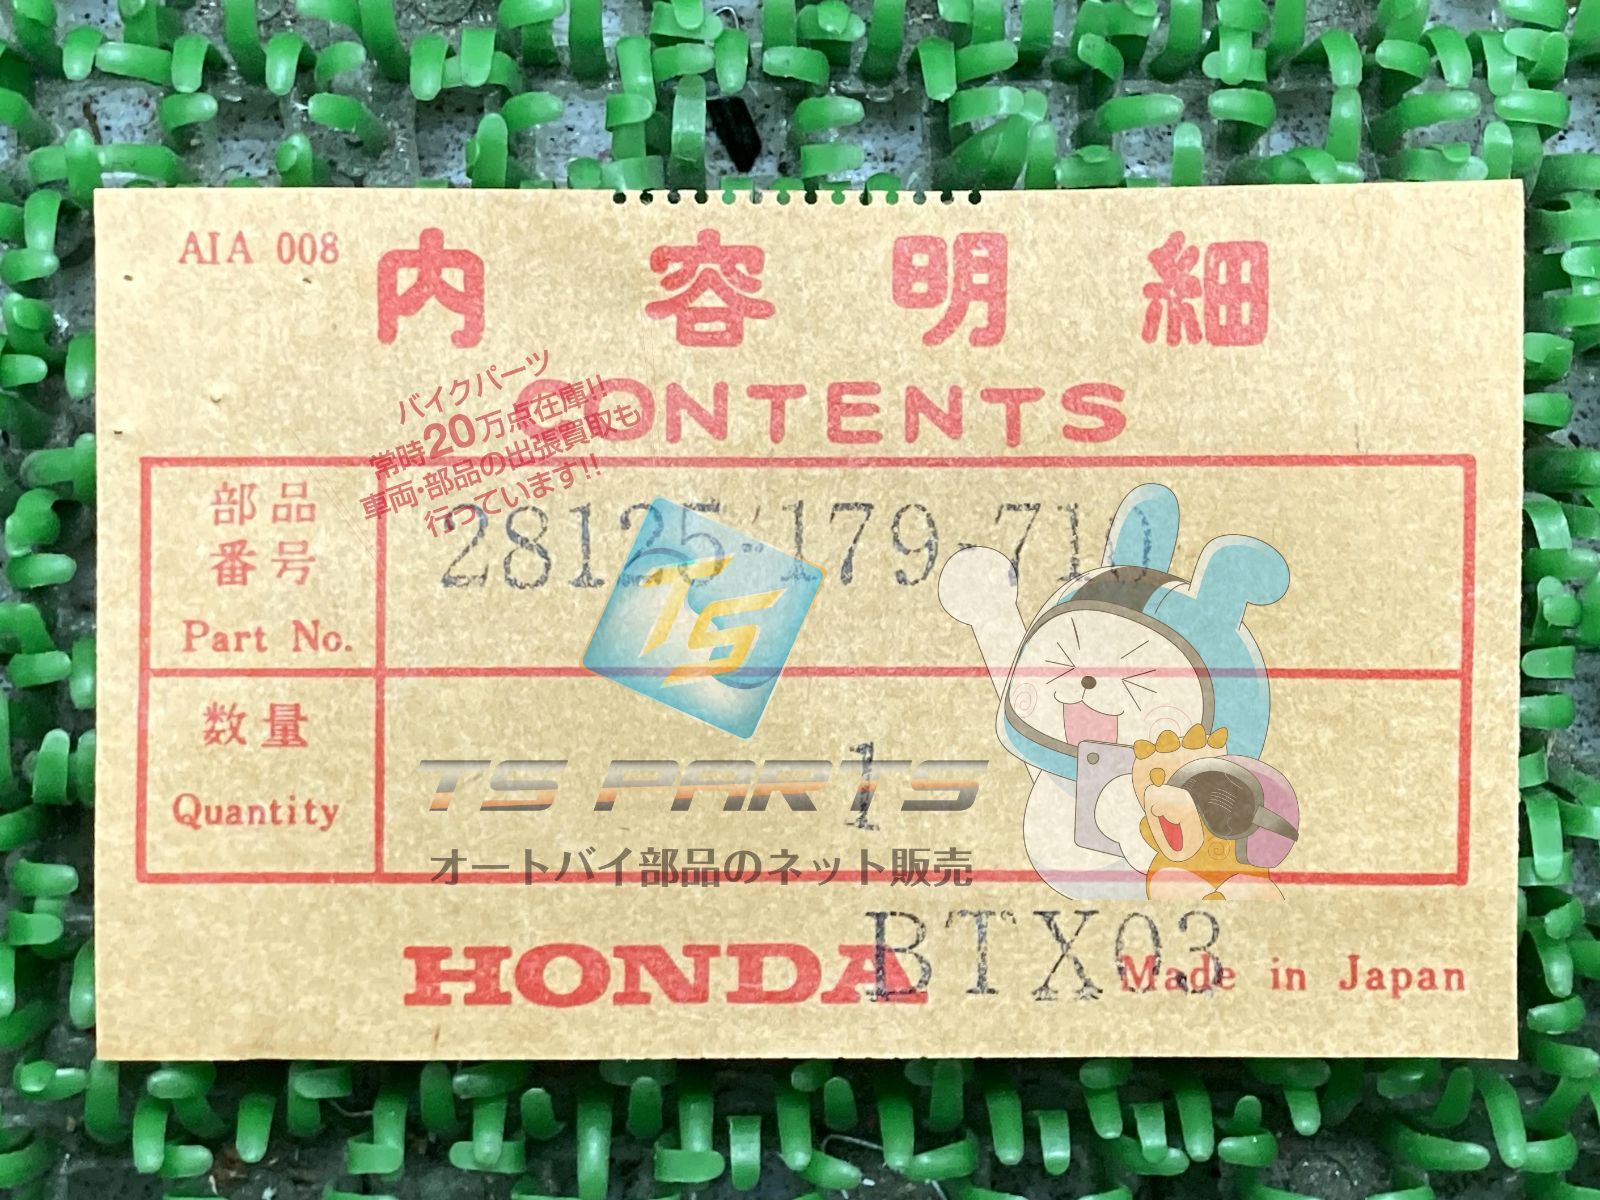 AIA 008
内容明細
CONTENTS
バイクパーツ
常時20万点在庫!!
車両・部品の出張買取も
行っています!!
部品
番号
Part No.
28125-179-710
TS
数量
Quantity
1
TS PARTS
オートバイ部品のネット販売
BTX03
HONDA
Made in Japan